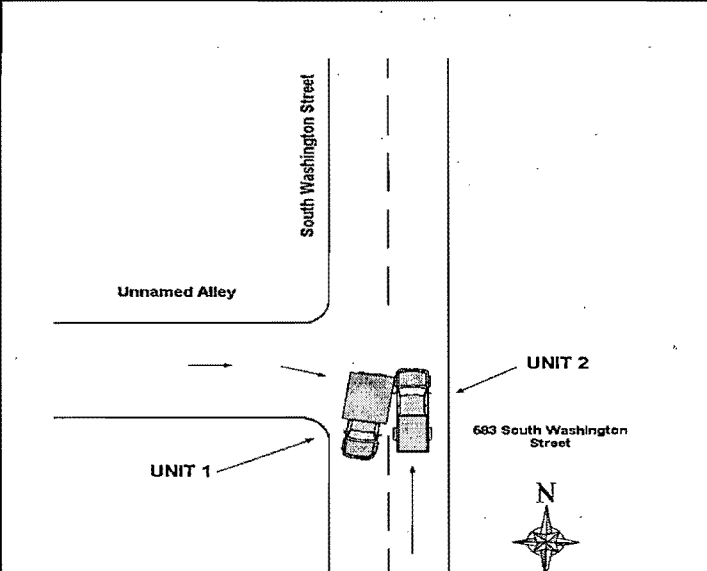 South Washington Street
Unnamed Alley
UNIT 2
683 South Washington
Street
UNIT 1
N